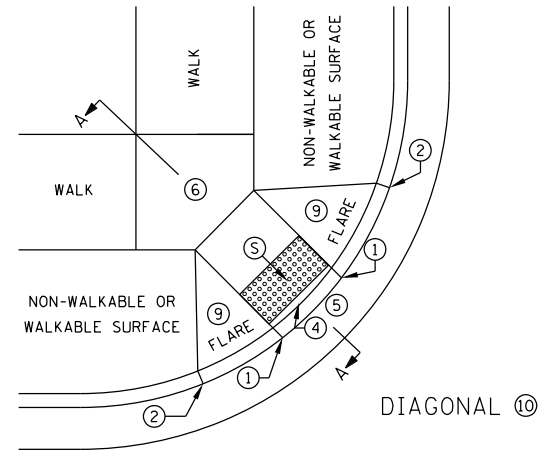 WALK
NON-WALKABLE OR
WALKABLE SURFACE
A
2
6
WALK
9
FLARE
S
1
5
NON-WALKABLE OR
WALKABLE SURFACE
9
FLARE
4
A
1
2
DIAGONAL 10